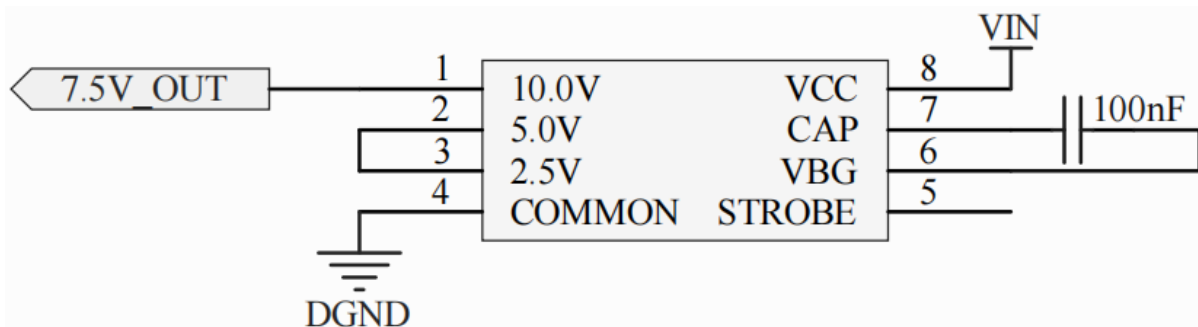 VIN
7.5V_OUT
1
10.0V
VCC
8
2
5.0V
CAP
7
100nF
3
2.5V
VBG
6
4
COMMON
STROBE
5
DGND